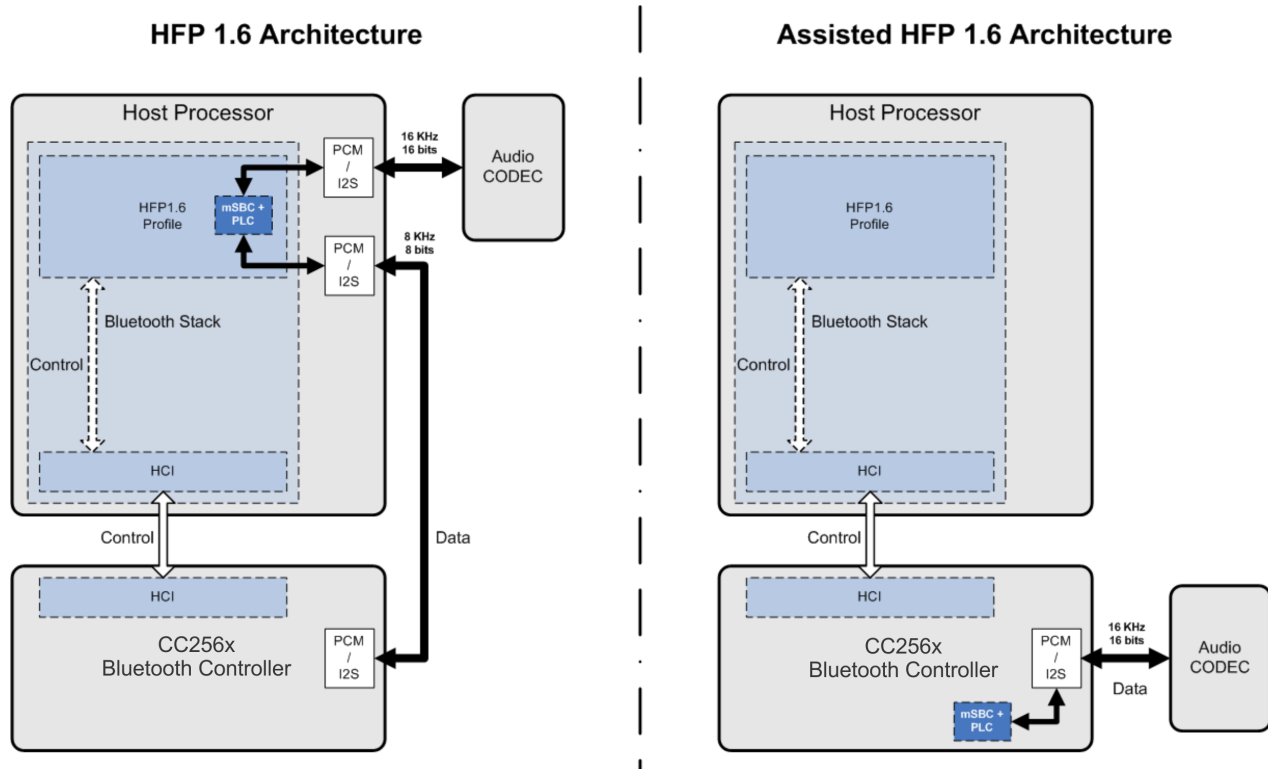 HFP 1.6 Architecture
Host Processor
HFP1.6
Profile
mSBC +
PLC
PCM
/
I2S
16 KHz
16 bits
Audio
CODEC
PCM
/
I2S
8 KHz
8 bits
Bluetooth Stack
Control
HCI
Control
Data
HCI
CC256x
Bluetooth Controller
PCM
/
I2S
Assisted HFP 1.6 Architecture
Host Processor
HFP1.6
Profile
Bluetooth Stack
Control
HCI
Control
HCI
CC256x
Bluetooth Controller
PCM
/
I2S
mSBC +
PLC
16 KHz
16 bits
Data
Audio
CODEC